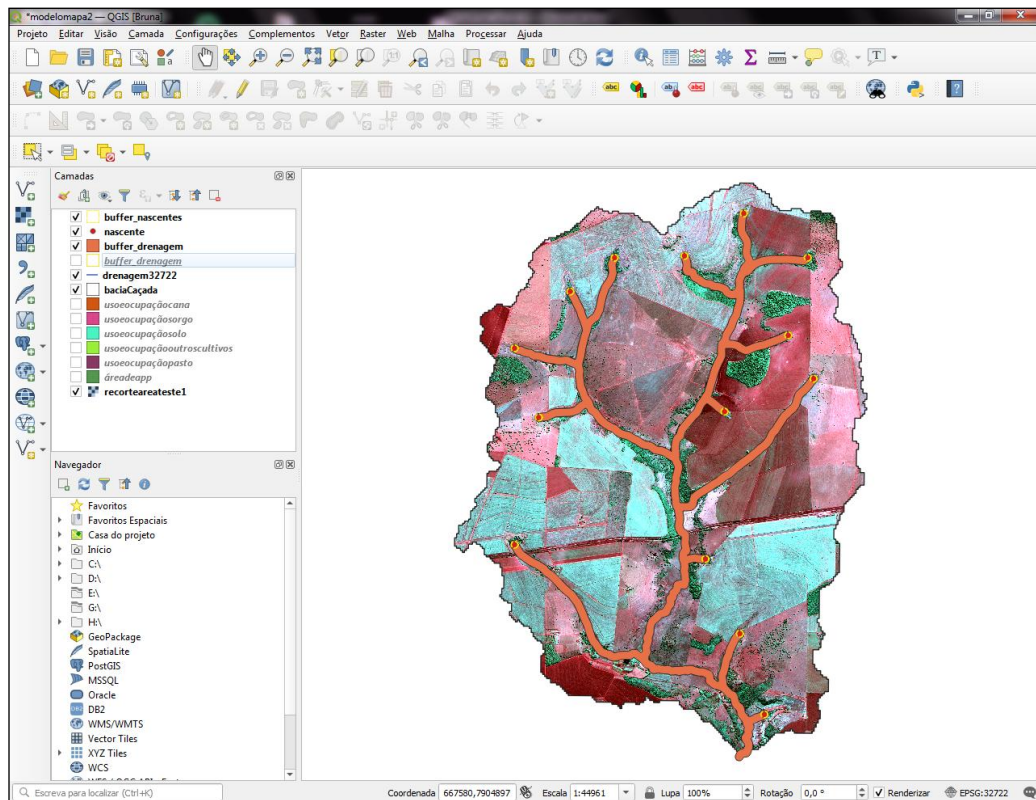 *modelomapa2 — QGIS [Bruna]
Projeto Editar Visão Camada Configurações Complementos Vetor Raster Web Malha Processar Ajuda
Camadas
buffer_nascentes
nascente
buffer_drenagem
buffer_drenagem
drenagem32722
baciaCaçada
usoeocupaçãocana
usoeocupaçãosorgo
usoeocupaçãosolo
usoeocupaçãooutroscultivos
usoeocupaçãopasto
áreadeapp
recorteareateste1
Navegador
Favoritos
Favoritos Espaciais
Casa do projeto
Início
C:\
D:\
E:\
G:\
H:\
GeoPackage
SpatiaLite
PostGIS
MSSQL
Oracle
DB2
WMS/WMTS
Vector Tiles
XYZ Tiles
WCS
Escreva para localizar (Ctrl+K) Coordenada 667580,7904897 Escala 1:44961 Lupa 100% Rotação 0,0 ° Renderizar EPSG:32722